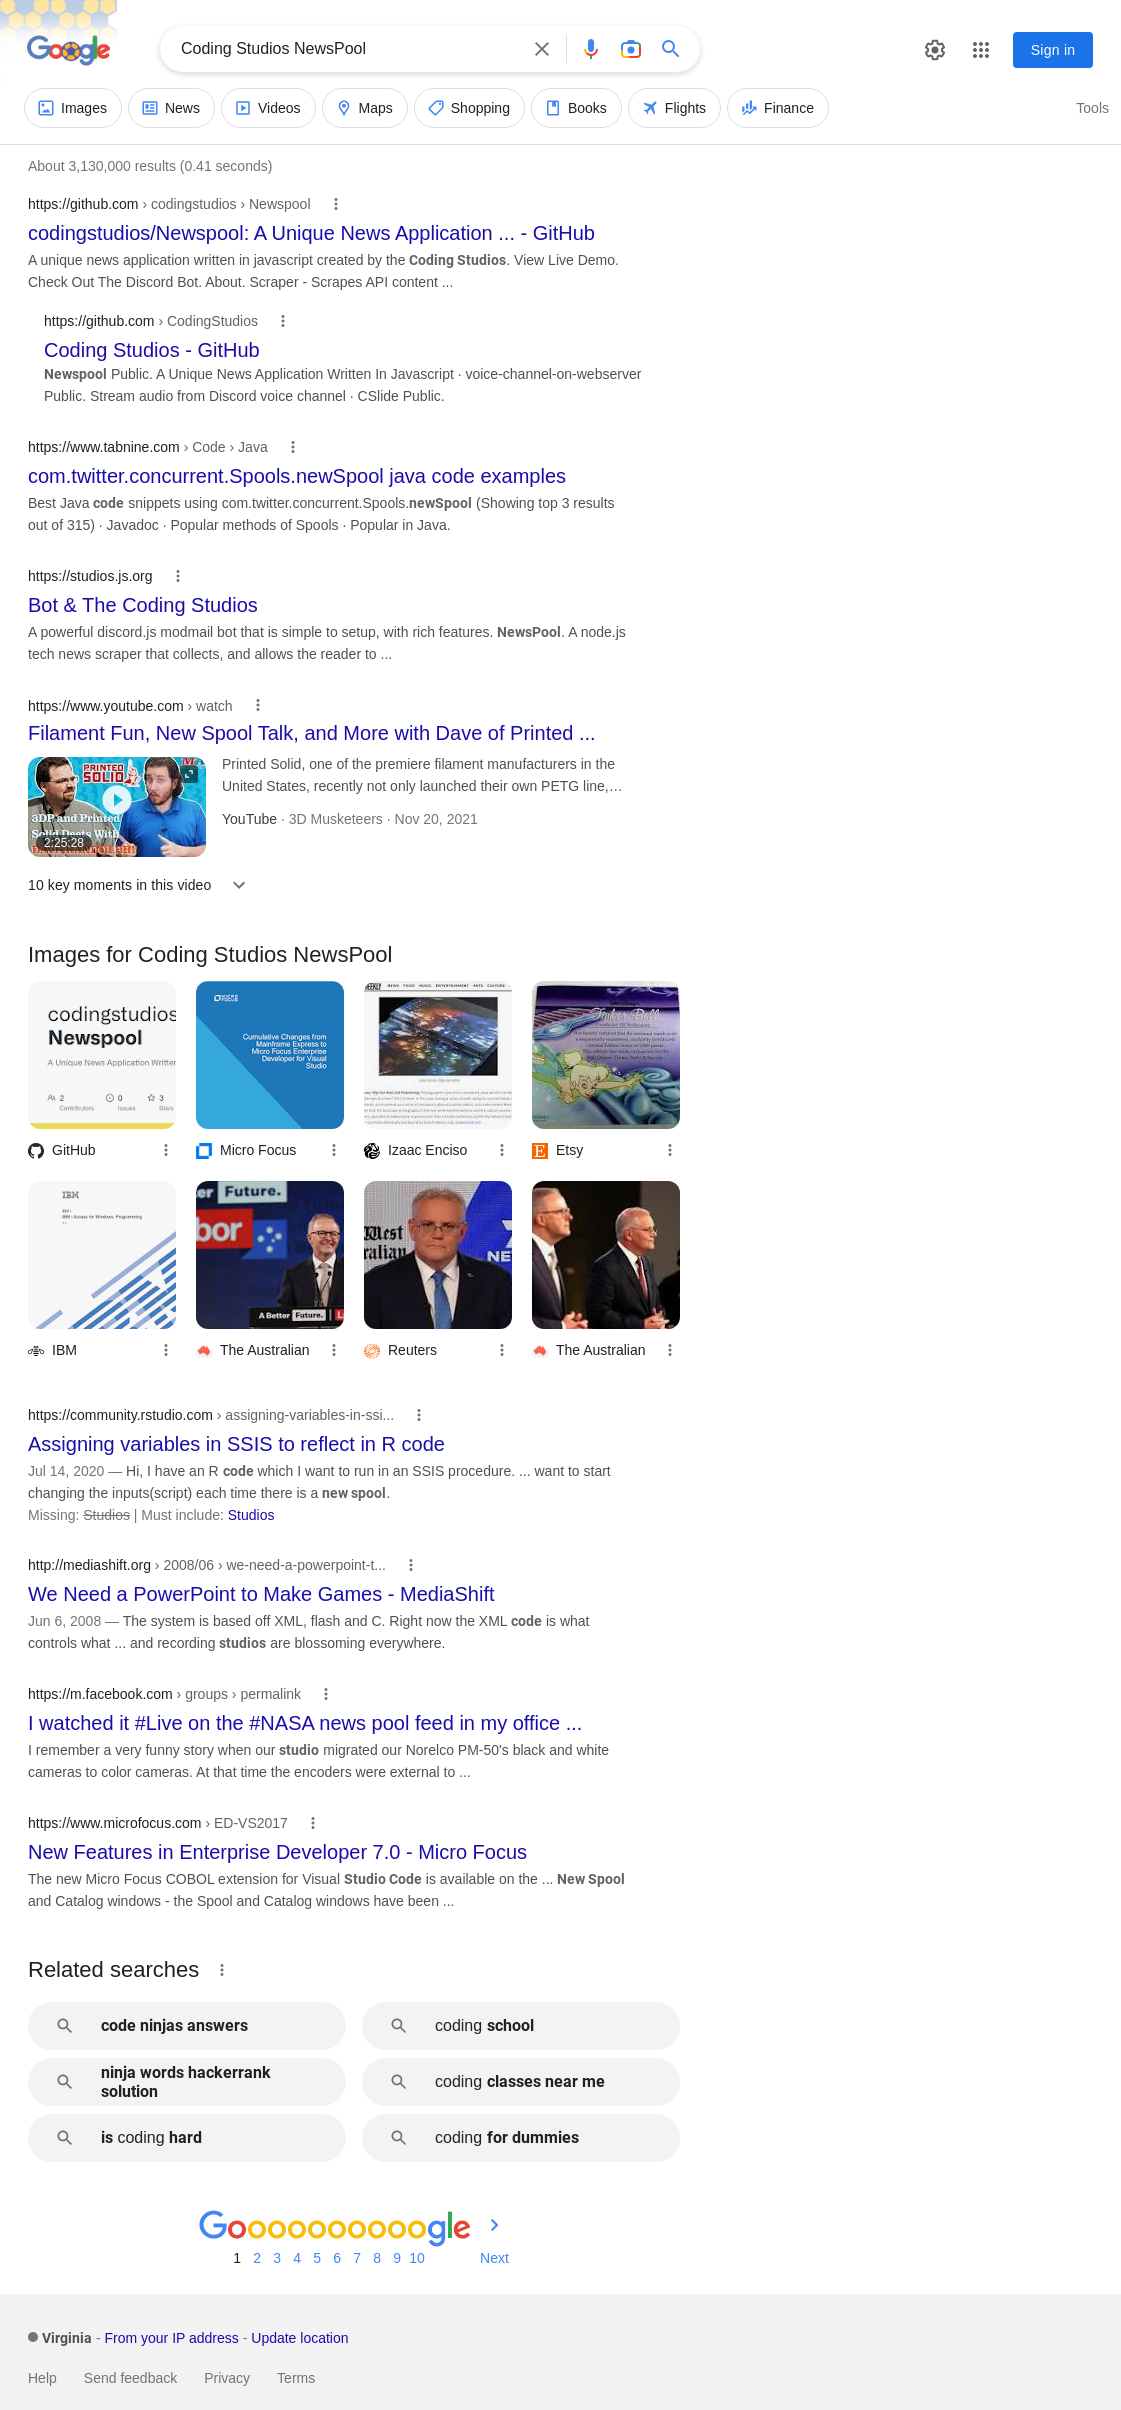 Google
Coding Studios NewsPool
Sign in
Images
News
Videos
Maps
Shopping
Books
Flights
Finance
Tools
About 3,130,000 results (0.41 seconds)
https://github.com › codingstudios › Newspool
codingstudios/Newspool: A Unique News Application ... - GitHub
A unique news application written in javascript created by the Coding Studios. View Live Demo.
Check Out The Discord Bot. About. Scraper - Scrapes API content ...
https://github.com › CodingStudios
Coding Studios - GitHub
Newspool Public. A Unique News Application Written In Javascript · voice-channel-on-webserver
Public. Stream audio from Discord voice channel · CSlide Public.
https://www.tabnine.com › Code › Java
com.twitter.concurrent.Spools.newSpool java code examples
Best Java code snippets using com.twitter.concurrent.Spools.newSpool (Showing top 3 results
out of 315) · Javadoc · Popular methods of Spools · Popular in Java.
https://studios.js.org
Bot & The Coding Studios
A powerful discord.js modmail bot that is simple to setup, with rich features. NewsPool. A node.js
tech news scraper that collects, and allows the reader to ...
https://www.youtube.com › watch
Filament Fun, New Spool Talk, and More with Dave of Printed ...
PRINTED
SOLID
3DP and Printed
Solid Deets With
2:25:28
Printed Solid, one of the premiere filament manufacturers in the
United States, recently not only launched their own PETG line,…
YouTube · 3D Musketeers · Nov 20, 2021
10 key moments in this video
Images for Coding Studios NewsPool
codingstudios
Newspool
A Unique News Application Written
2
0
3
Contributors
Issues
Stars
Cumulative Changes from
Mainframe Express to
Micro Focus Enterprise
Developer for Visual
Studio
GitHub
Micro Focus
Izaac Enciso
Etsy
IBM
IBM i
IBM i Access for Windows: Programming
Future.
bor
A Better Future.
West
ralian
NE
IBM
The Australian
Reuters
The Australian
https://community.rstudio.com › assigning-variables-in-ssi...
Assigning variables in SSIS to reflect in R code
Jul 14, 2020 — Hi, I have an R code which I want to run in an SSIS procedure. ... want to start
changing the inputs(script) each time there is a new spool.
Missing: Studios | Must include: Studios
http://mediashift.org › 2008/06 › we-need-a-powerpoint-t...
We Need a PowerPoint to Make Games - MediaShift
Jun 6, 2008 — The system is based off XML, flash and C. Right now the XML code is what
controls what ... and recording studios are blossoming everywhere.
https://m.facebook.com › groups › permalink
I watched it #Live on the #NASA news pool feed in my office ...
I remember a very funny story when our studio migrated our Norelco PM-50's black and white
cameras to color cameras. At that time the encoders were external to ...
https://www.microfocus.com › ED-VS2017
New Features in Enterprise Developer 7.0 - Micro Focus
The new Micro Focus COBOL extension for Visual Studio Code is available on the ... New Spool
and Catalog windows - the Spool and Catalog windows have been ...
Related searches
code ninjas answers
coding school
ninja words hackerrank
solution
coding classes near me
is coding hard
coding for dummies
Goooooooooogle
1 2 3 4 5 6 7 8 9 10 Next
Virginia - From your IP address - Update location
Help Send feedback Privacy Terms